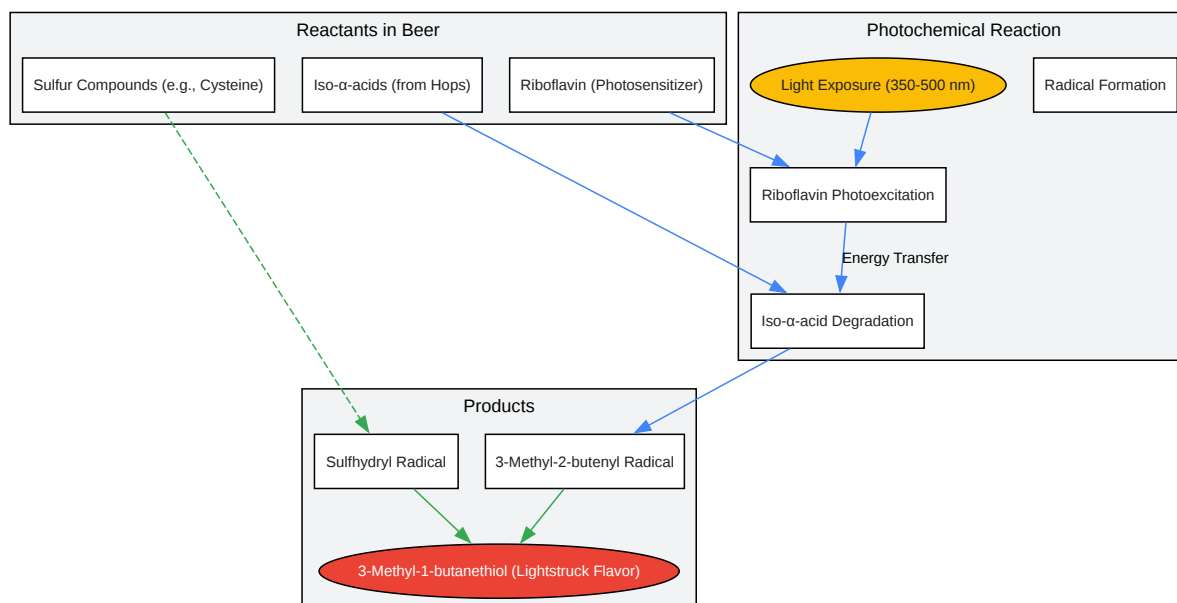 Reactants in Beer
Photochemical Reaction
Sulfur Compounds (e.g., Cysteine)
Iso-α-acids (from Hops)
Riboflavin (Photosensitizer)
Light Exposure (350-500 nm)
Radical Formation
Riboflavin Photoexcitation
Energy Transfer
Iso-α-acid Degradation
Products
Sulfhydryl Radical
3-Methyl-2-butenyl Radical
3-Methyl-1-butanethiol (Lightstruck Flavor)